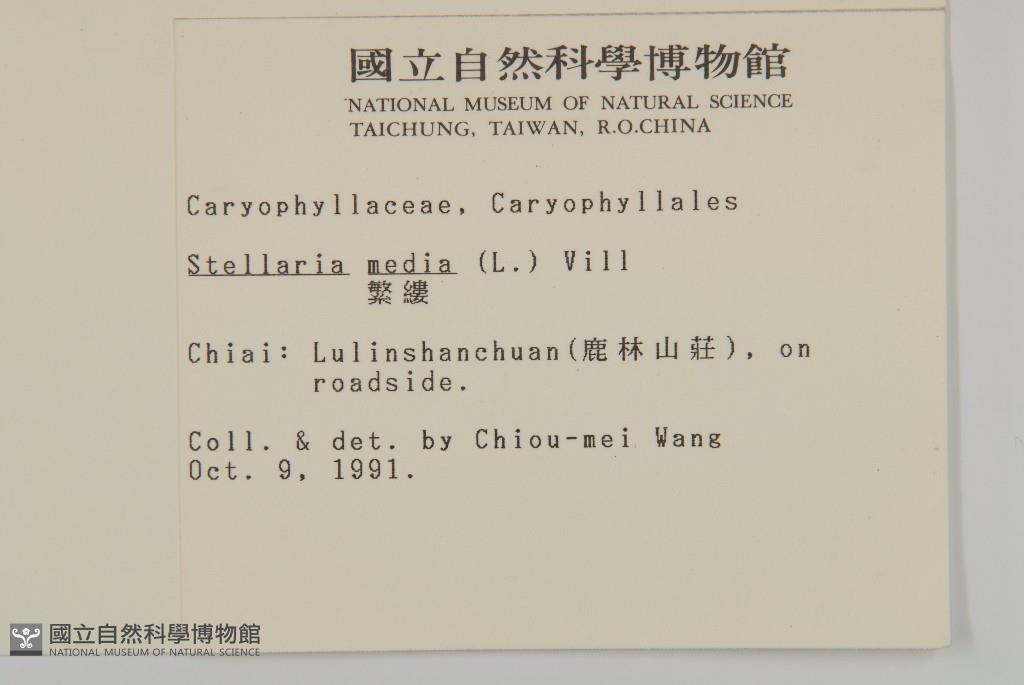 國立自然科學博物館
NATIONAL MUSEUM OF NATURAL SCIENCE
TAICHUNG, TAIWAN, R.O.CHINA
Caryophyllaceae, Caryophyllales
Stellaria media (L.) Vill
繁縷
Chiai: Lulinshanchuan(鹿林山莊), on
roadside.
Coll. & det. by Chiou-mei Wang
Oct. 9, 1991.
國立自然科學博物館
NATIONAL MUSEUM OF NATURAL SCIENCE